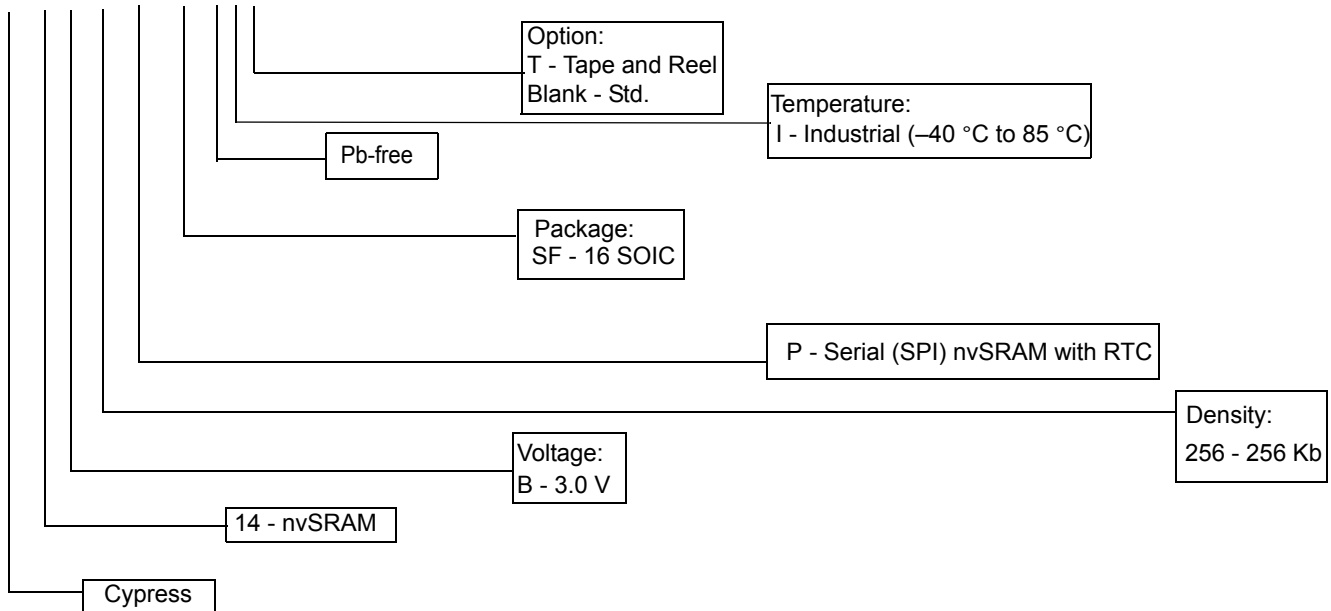 Option:
T - Tape and Reel
Blank - Std.
Temperature:
I - Industrial (–40 °C to 85 °C)
Pb-free
Package:
SF - 16 SOIC
P - Serial (SPI) nvSRAM with RTC
Density:
256 - 256 Kb
Voltage:
B - 3.0 V
14 - nvSRAM
Cypress